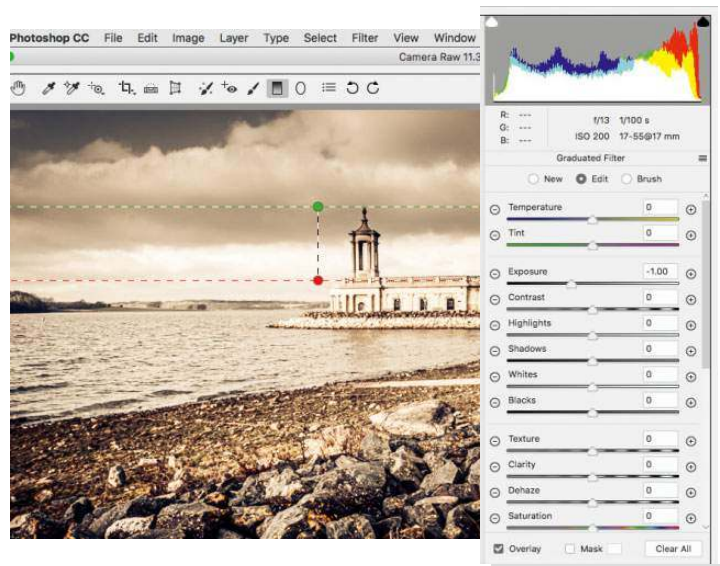 Photoshop CC File Edit Image Layer Type Select Filter View Window
Camera Raw 11.3
R: ---
G: ---
B: ---
f/13 1/100 s
ISO 200 17-55@17 mm
Graduated Filter
New Edit Brush
Temperature 0
Tint 0
Exposure -1.00
Contrast 0
Highlights 0
Shadows 0
Whites 0
Blacks 0
Texture 0
Clarity 0
Dehaze 0
Saturation 0
Overlay Mask Clear All